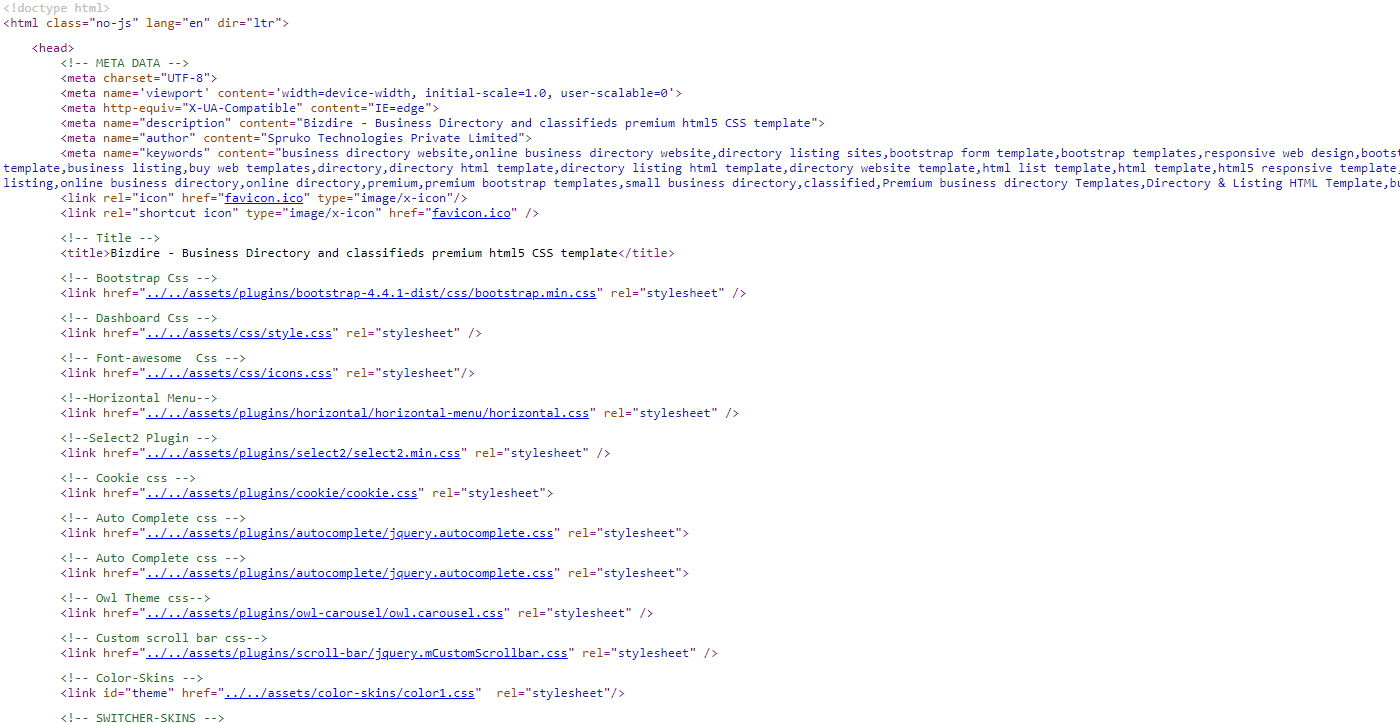 <!doctype html>
<html class="no-js" lang="en" dir="ltr">
<head>
<!-- META DATA -->
<meta charset="UTF-8">
<meta name='viewport' content='width=device-width, initial-scale=1.0, user-scalable=0'>
<meta http-equiv="X-UA-Compatible" content="IE=edge">
<meta name="description" content="Bizdire - Business Directory and classifieds premium html5 CSS template">
<meta name="author" content="Spruko Technologies Private Limited">
<meta name="keywords" content="business directory website,online business directory website,directory listing sites,bootstrap form template,bootstrap templates,responsive web design,bootst
template,business listing,buy web templates,directory,directory html template,directory listing html template,directory website template,html list template,html template,html5 responsive template,
listing,online business directory,online directory,premium,premium bootstrap templates,small business directory,classified,Premium business directory Templates,Directory & Listing HTML Template,bu
<link rel="icon" href="favicon.ico" type="image/x-icon"/>
<link rel="shortcut icon" type="image/x-icon" href="favicon.ico" />
<!-- Title -->
<title>Bizdire - Business Directory and classifieds premium html5 CSS template</title>
<!-- Bootstrap Css -->
<link href="../../assets/plugins/bootstrap-4.4.1-dist/css/bootstrap.min.css" rel="stylesheet" />
<!-- Dashboard Css -->
<link href="../../assets/css/style.css" rel="stylesheet" />
<!-- Font-awesome  Css -->
<link href="../../assets/css/icons.css" rel="stylesheet"/>
<!--Horizontal Menu-->
<link href="../../assets/plugins/horizontal/horizontal-menu/horizontal.css" rel="stylesheet" />
<!--Select2 Plugin -->
<link href="../../assets/plugins/select2/select2.min.css" rel="stylesheet" />
<!-- Cookie css -->
<link href="../../assets/plugins/cookie/cookie.css" rel="stylesheet">
<!-- Auto Complete css -->
<link href="../../assets/plugins/autocomplete/jquery.autocomplete.css" rel="stylesheet">
<!-- Auto Complete css -->
<link href="../../assets/plugins/autocomplete/jquery.autocomplete.css" rel="stylesheet">
<!-- Owl Theme css-->
<link href="../../assets/plugins/owl-carousel/owl.carousel.css" rel="stylesheet" />
<!-- Custom scroll bar css-->
<link href="../../assets/plugins/scroll-bar/jquery.mCustomScrollbar.css" rel="stylesheet" />
<!-- Color-Skins -->
<link id="theme" href="../../assets/color-skins/color1.css"  rel="stylesheet"/>
<!-- SWITCHER-SKINS -->